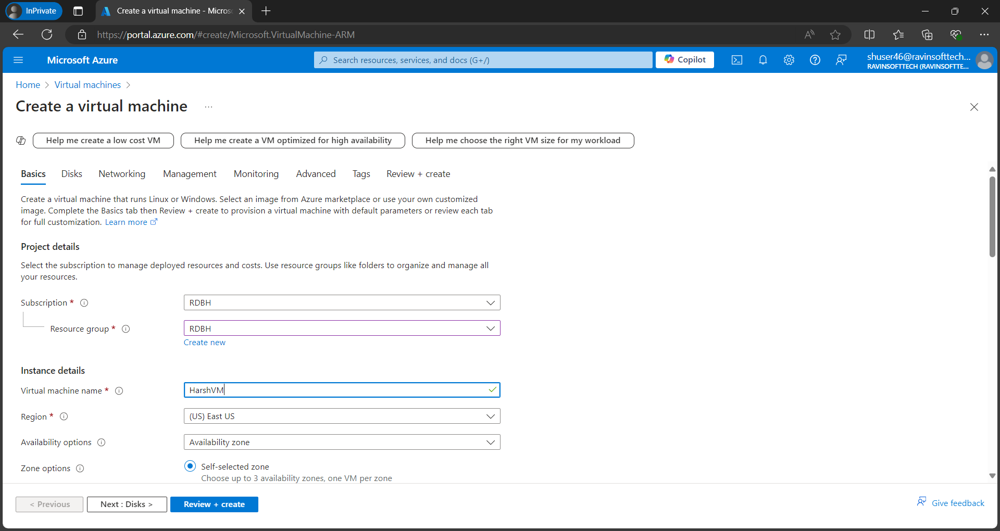 InPrivate
Create a virtual machine - Micros
https://portal.azure.com/#create/Microsoft.VirtualMachine-ARM
Microsoft Azure
Search resources, services, and docs (G+/)
Copilot
shuser46@ravinsofttech...
RAVINSOFTTECH (RAVINSOFTTE...
Home > Virtual machines >
Create a virtual machine ...
Help me create a low cost VM
Help me create a VM optimized for high availability
Help me choose the right VM size for my workload
Basics Disks Networking Management Monitoring Advanced Tags Review + create
Create a virtual machine that runs Linux or Windows. Select an image from Azure marketplace or use your own customized
image. Complete the Basics tab then Review + create to provision a virtual machine with default parameters or review each tab
for full customization. Learn more
Project details
Select the subscription to manage deployed resources and costs. Use resource groups like folders to organize and manage all
your resources.
Subscription *
RDBH
Resource group *
RDBH
Create new
Instance details
Virtual machine name *
HarshVM
Region *
(US) East US
Availability options
Availability zone
Zone options
Self-selected zone
Choose up to 3 availability zones, one VM per zone
< Previous
Next : Disks >
Review + create
Give feedback